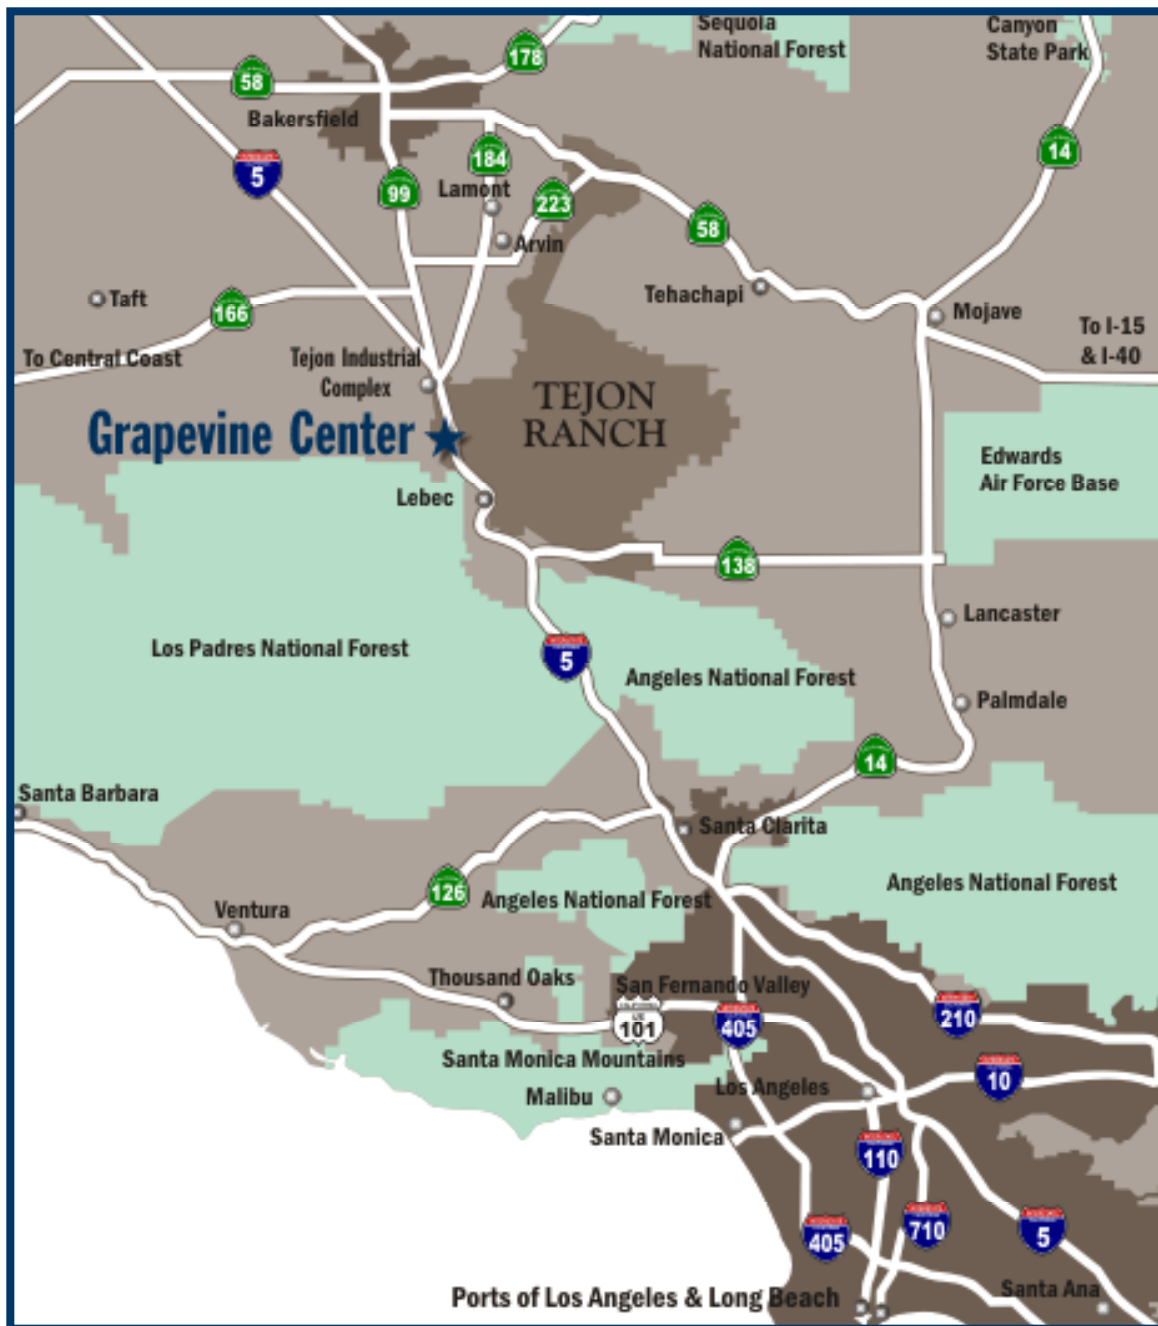 Sequoia
National Forest
Canyon
State Park
178
58
Bakersfield
14
184
5
99
Lamont
223
58
Arvin
Tehachapi
Taft
166
Mojave
To I-15
& I-40
To Central Coast
Tejon Industrial
Complex
TEJON
RANCH
Grapevine Center
Edwards
Air Force Base
Lebec
138
Lancaster
Los Padres National Forest
5
Angeles National Forest
Palmdale
14
Santa Barbara
Santa Clarita
126
Angeles National Forest
Angeles National Forest
Ventura
Thousand Oaks
San Fernando Valley
101
405
210
Santa Monica Mountains
10
Los Angeles
Malibu
Santa Monica
110
405
710
5
Santa Ana
Ports of Los Angeles & Long Beach